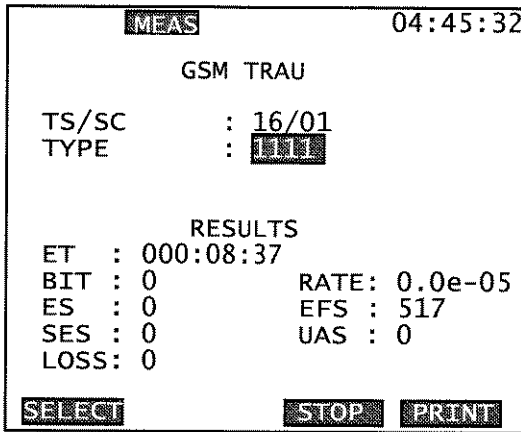 MEAS 04:45:32
GSM TRAU
TS/SC : 16/01
TYPE : 1111
RESULTS
ET : 000:08:37
BIT : 0 RATE: 0.0e-05
ES : 0 EFS : 517
SES : 0 UAS : 0
LOSS: 0
SELECT STOP PRINT